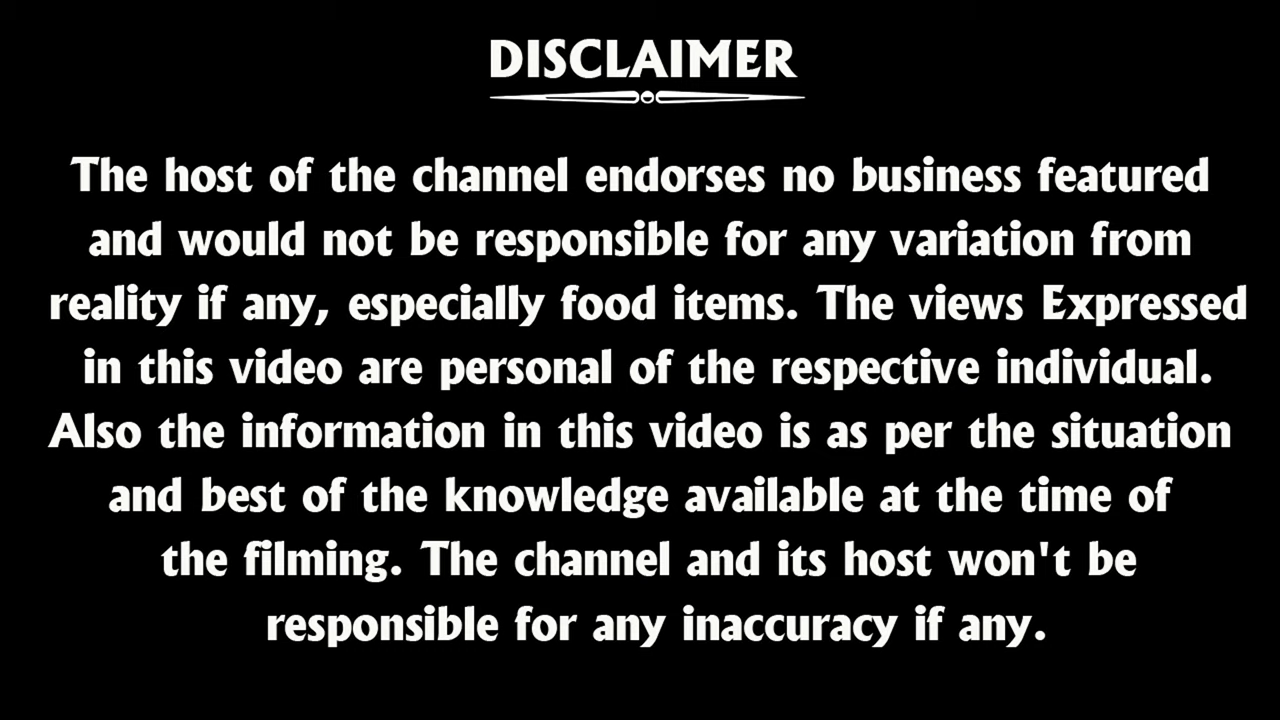 DISCLAIMER
The host of the channel endorses no business featured
and would not be responsible for any variation from
reality if any, especially food items. The views Expressed
in this video are personal of the respective individual.
Also the information in this video is as per the situation
and best of the knowledge available at the time of
the filming. The channel and its host won't be
responsible for any inaccuracy if any.